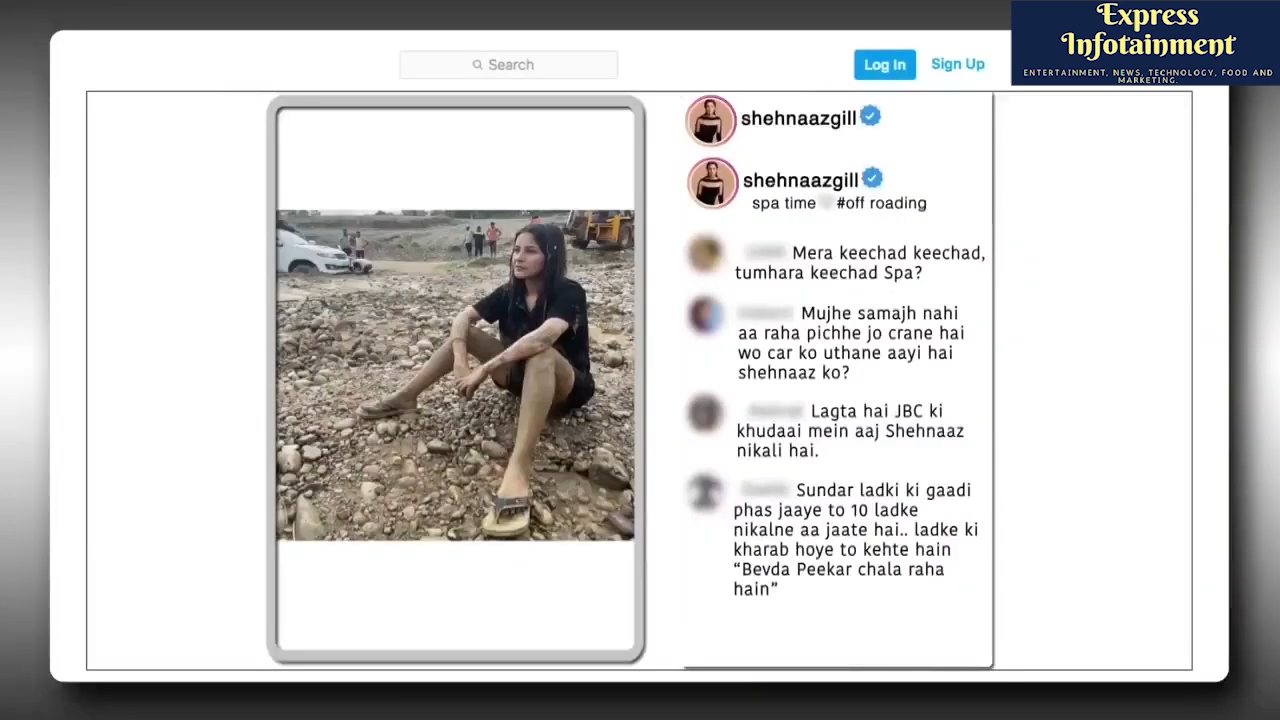 Express
Infotainment
ENTERTAINMENT, NEWS, TECHNOLOGY, FOOD AND
MARKETING.
Search
Log In
Sign Up
shehnaazgill
shehnaazgill
spa time #off roading
Mera keechad keechad,
tumhara keechad Spa?
Mujhe samajh nahi
aa raha pichhe jo crane hai
wo car ko uthane aayi hai
shehnaaz ko?
Lagta hai JBC ki
khudaai mein aaj Shehnaaz
nikali hai.
Sundar ladki ki gaadi
phas jaaye to 10 ladke
nikalne aa jaate hai.. ladke ki
kharab hoye to kehte hain
“Bevda Peekar chala raha
hain”